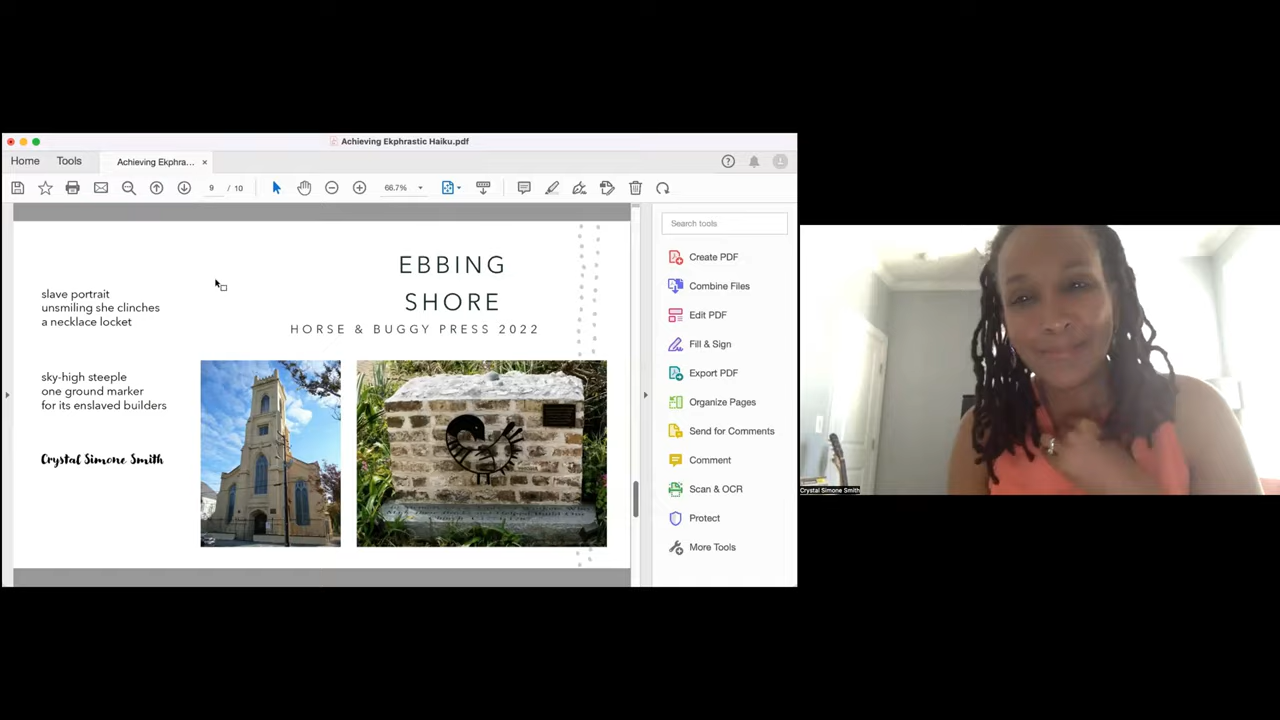 Achieving Ekphrastic Haiku.pdf
Home
Tools
Achieving Ekphra...
9 / 10
66.7%
EBBING
SHORE
HORSE & BUGGY PRESS 2022
slave portrait
unsmiling she clinches
a necklace locket
sky-high steeple
one ground marker
for its enslaved builders
Crystal Simone Smith
Search tools
Create PDF
Combine Files
Edit PDF
Fill & Sign
Export PDF
Organize Pages
Send for Comments
Comment
Scan & OCR
Protect
More Tools
Crystal Simone Smith